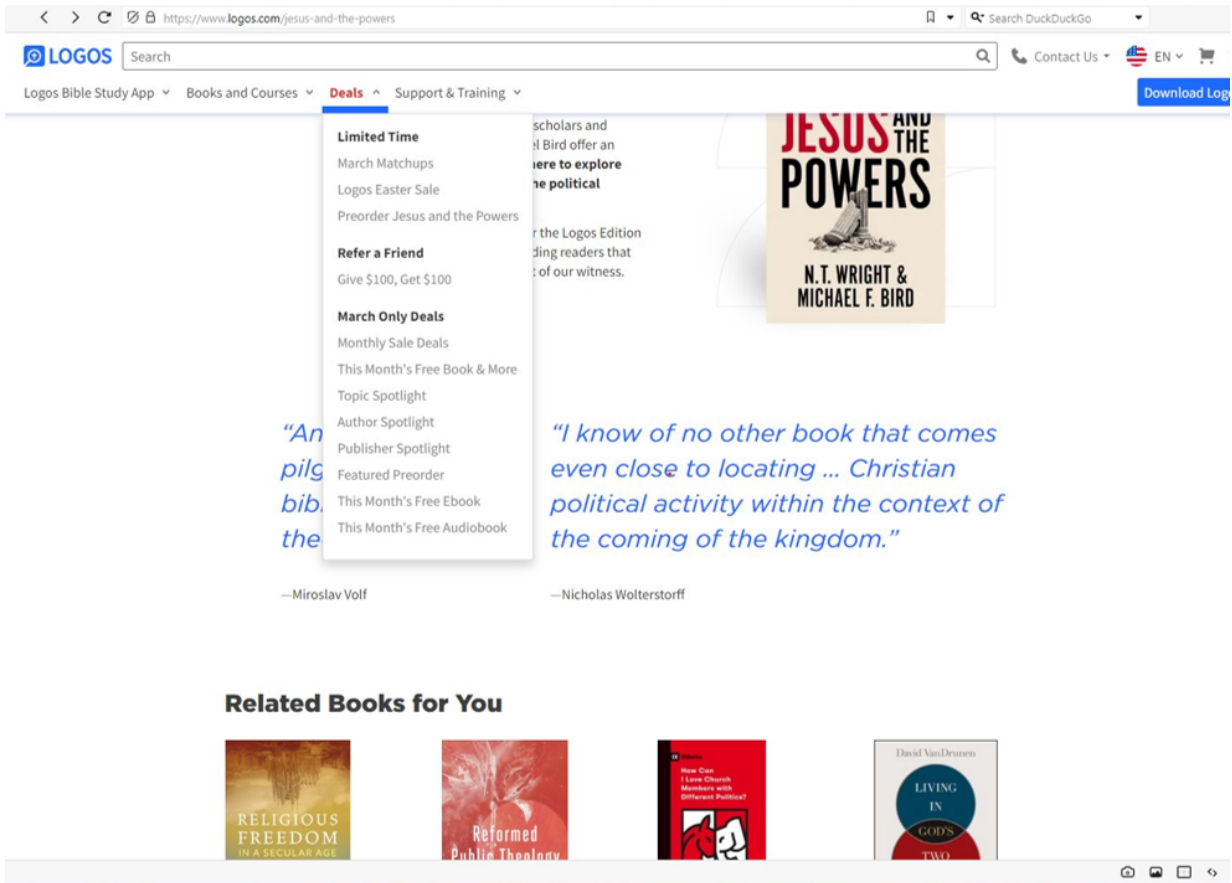 https://www.logos.com/jesus-and-the-powers
Search DuckDuckGo
LOGOS
Search
Contact Us
EN
Logos Bible Study App
Books and Courses
Deals
Support & Training
Download Log
Limited Time
March Matchups
Logos Easter Sale
Preorder Jesus and the Powers
Refer a Friend
Give $100, Get $100
March Only Deals
Monthly Sale Deals
This Month's Free Book & More
Topic Spotlight
Author Spotlight
Publisher Spotlight
Featured Preorder
This Month's Free Ebook
This Month's Free Audiobook
scholars and
el Bird offer an
here to explore
he political
r the Logos Edition
ding readers that
t of our witness.
JESUS AND
THE
POWERS
N.T. WRIGHT &
MICHAEL F. BIRD
“An
pilg
bib
the
—Miroslav Volf
“I know of no other book that comes
even close to locating ... Christian
political activity within the context of
the coming of the kingdom.”
—Nicholas Wolterstorff
Related Books for You
RELIGIOUS
FREEDOM
IN A SECULAR AGE
Reformed
Public Theology
How Can
I Love Church
Members with
Different Politics?
David VanDrunen
LIVING
IN
GOD'S
TWO